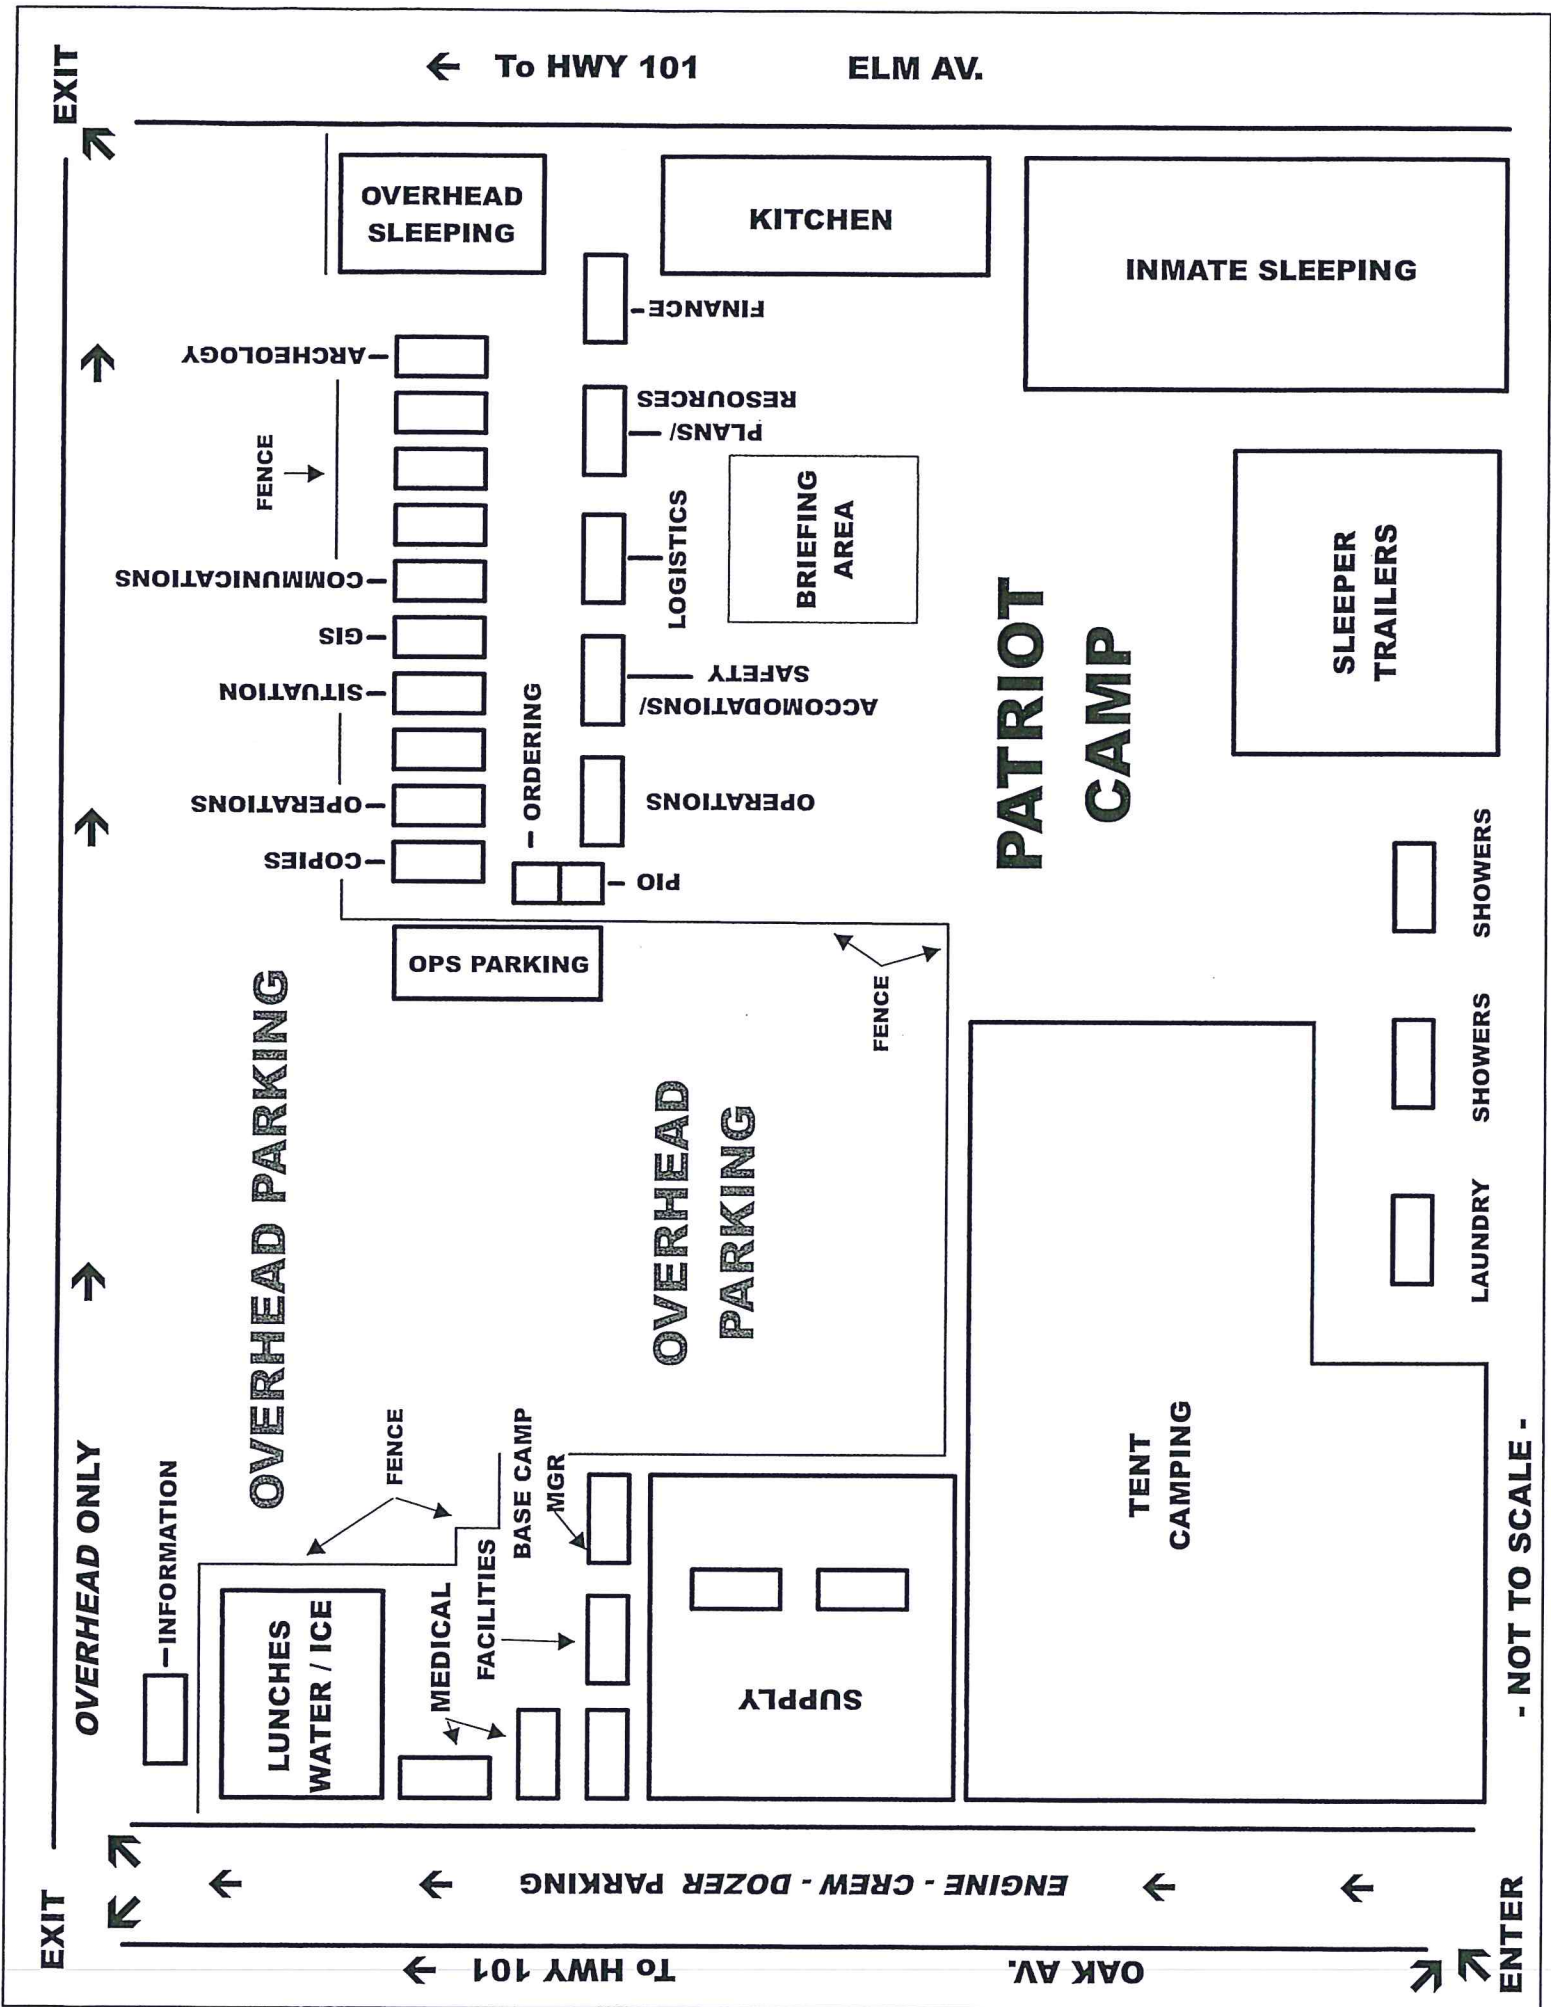 EXIT
← To HWY 101
ELM AV.
OVERHEAD
SLEEPING
KITCHEN
INMATE SLEEPING
FINANCE
ARCHEOLOGY
PLANS/
RESOURCES
FENCE
LOGISTICS
BRIEFING
AREA
SLEEPER
TRAILERS
COMMUNICATIONS
GIS
SITUATION
ACCOMODATIONS/
SAFETY
PATRIOT
CAMP
ORDERING
OPERATIONS
OPERATIONS
COPIES
PIO
SHOWERS
OPS PARKING
FENCE
OVERHEAD PARKING
OVERHEAD
PARKING
SHOWERS
LAUNDRY
OVERHEAD ONLY
INFORMATION
FENCE
BASE CAMP
MGR
TENT
CAMPING
- NOT TO SCALE -
LUNCHES
WATER / ICE
MEDICAL
FACILITIES
SUPPLY
EXIT
ENGINE - CREW - DOZER PARKING
To HWY 101
OAK AV.
ENTER